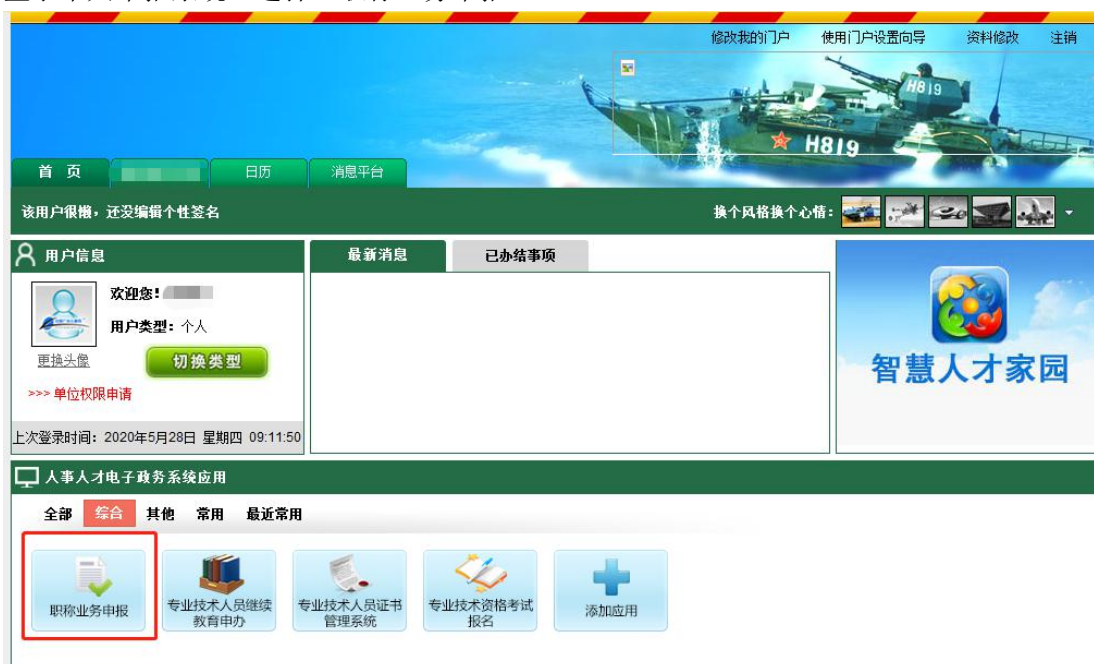 修改我的门户 使用门户设置向导 资料修改 注销
H819
H819
首 页 日历 消息平台
该用户很懒，还没编辑个性签名 换个风格换个心情：
用户信息 最新消息 已办结事项
欢迎您！
用户类型：个人
更换头像 切换类型
>>> 单位权限申请
智慧人才家园
上次登录时间：2020年5月28日 星期四 09:11:50
人事人才电子政务系统应用
全部 综合 其他 常用 最近常用
职称业务申报
专业技术人员继续
教育申办
专业技术人员证书
管理系统
专业技术资格考试
报名
添加应用